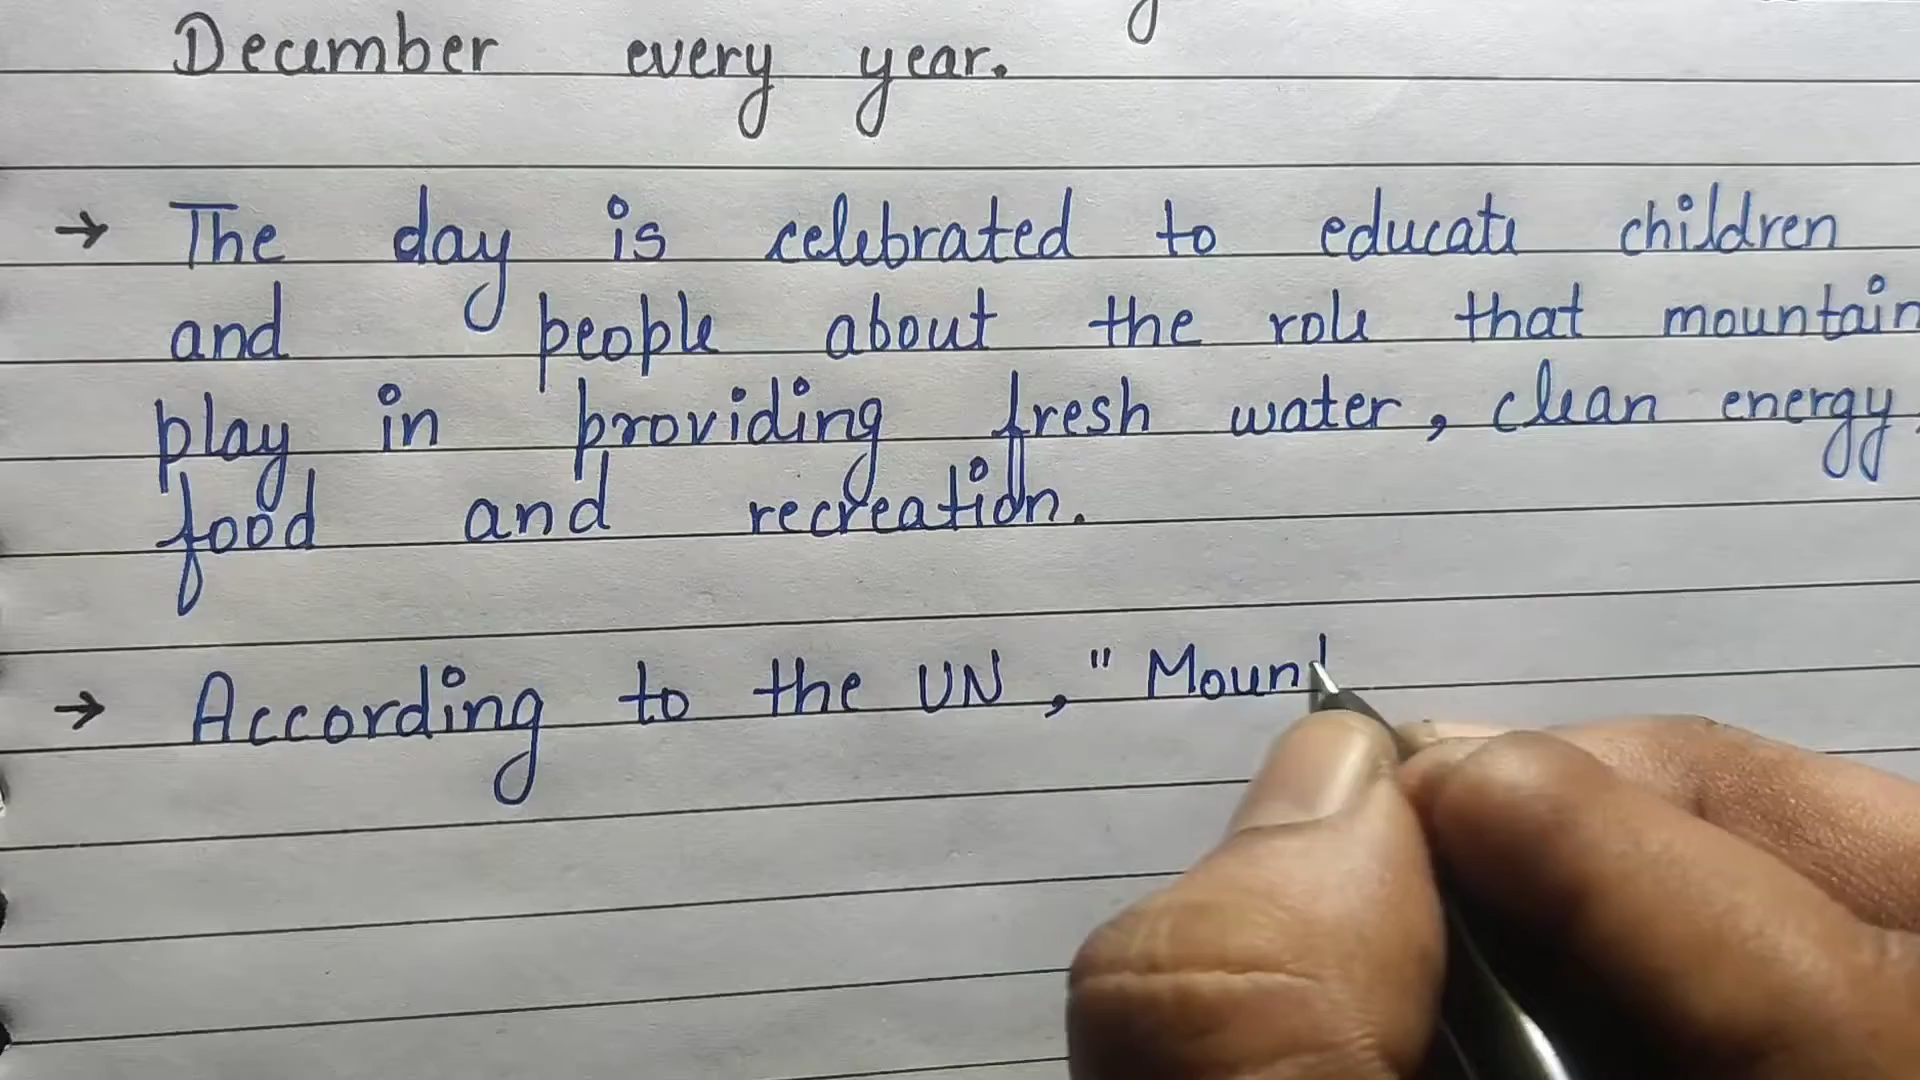 December every year.
→ The day is celebrated to educate children
and people about the role that mountain
play in providing fresh water, clean energy,
food and recreation.
→ According to the UN, "Mount